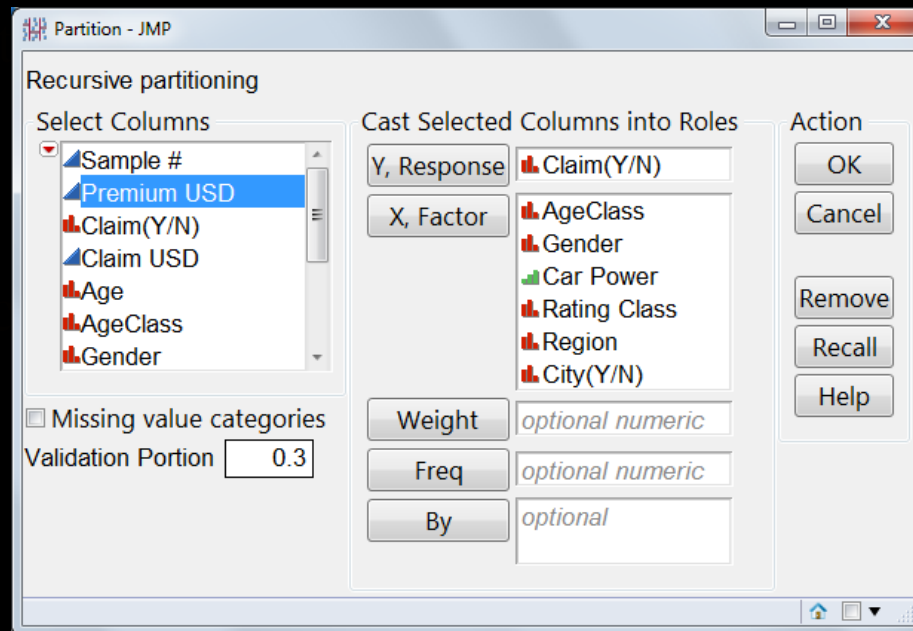 Partition - JMP
Recursive partitioning
Select Columns
Sample #
Premium USD
Claim(Y/N)
Claim USD
Age
AgeClass
Gender
Missing value categories
Validation Portion 0.3
Cast Selected Columns into Roles
Y, Response
Claim(Y/N)
X, Factor
AgeClass
Gender
Car Power
Rating Class
Region
City(Y/N)
Weight
optional numeric
Freq
optional numeric
By
optional
Action
OK
Cancel
Remove
Recall
Help